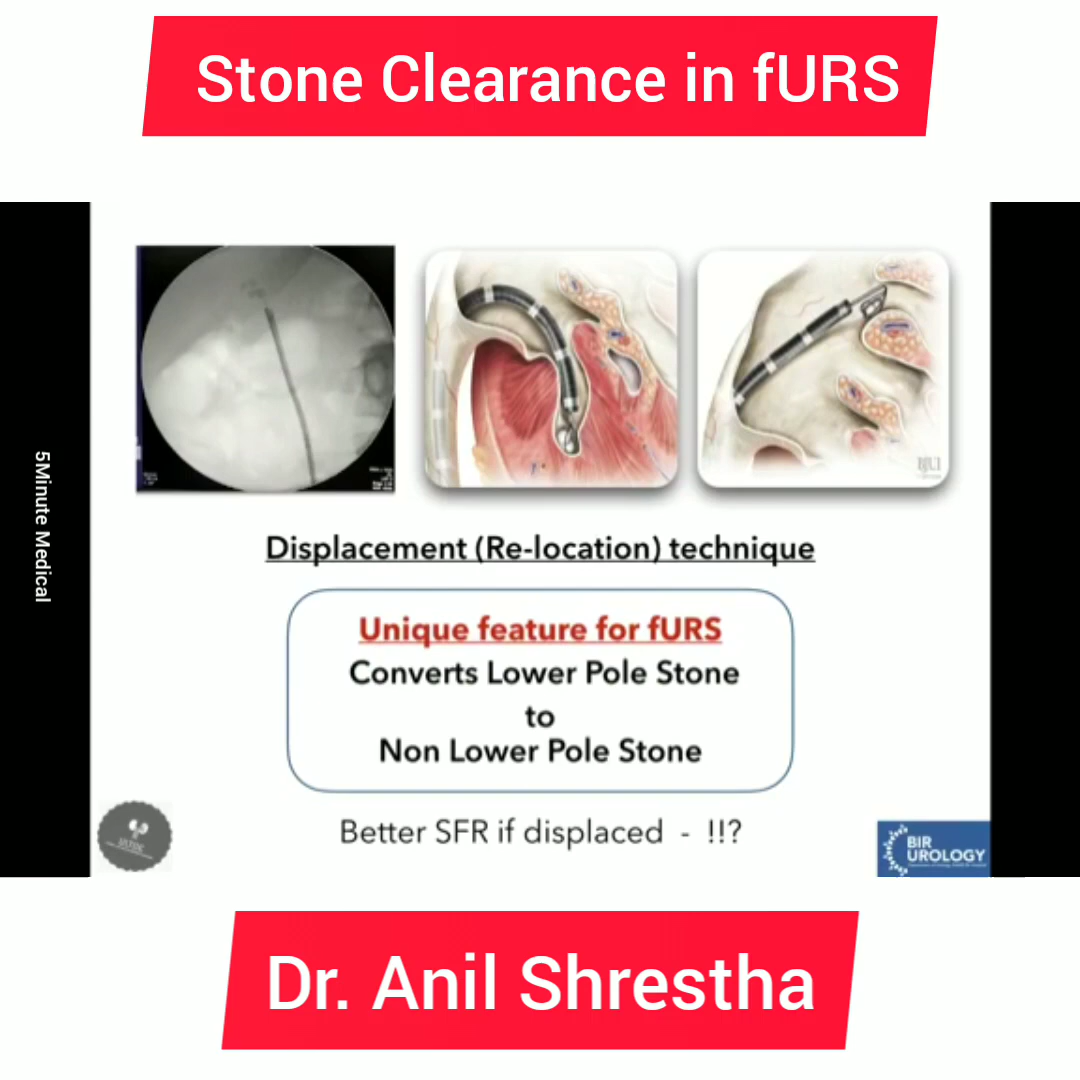 Stone Clearance in fURS
5Minute Medical
BJUI
Displacement (Re-location) technique
Unique feature for fURS
Converts Lower Pole Stone
to
Non Lower Pole Stone
Better SFR if displaced - !!?
BIR
UROLOGY
Dr. Anil Shrestha